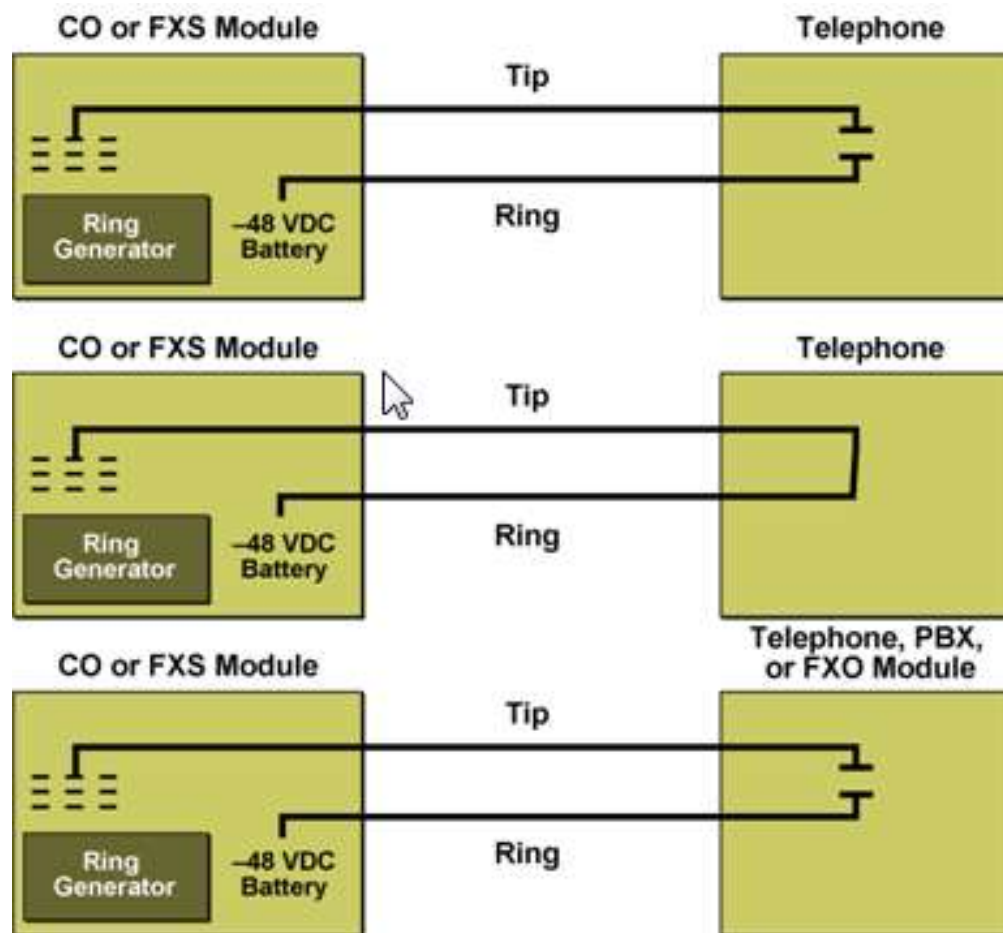 CO or FXS Module
Telephone
Tip
Ring
Ring
Generator
–48 VDC
Battery
CO or FXS Module
Telephone
Tip
Ring
Ring
Generator
–48 VDC
Battery
CO or FXS Module
Telephone, PBX,
or FXO Module
Tip
Ring
Ring
Generator
–48 VDC
Battery